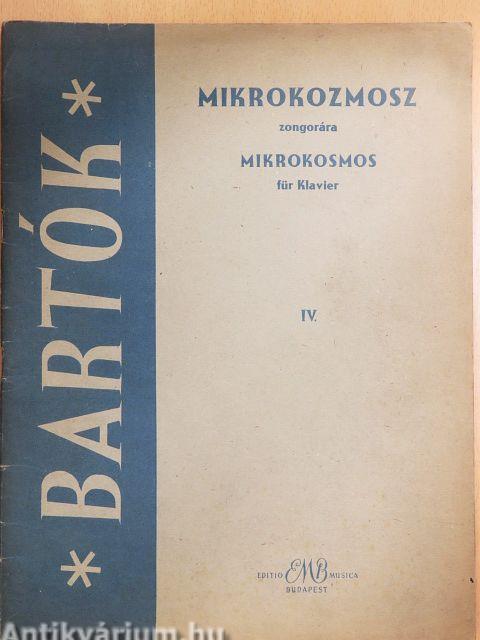 * BARTÓK *
MIKROKOZMOSZ
zongorára
MIKROKOSMOS
für Klavier
IV.
EDITIO EMB MUSICA
BUDAPEST
Antikvárium.hu